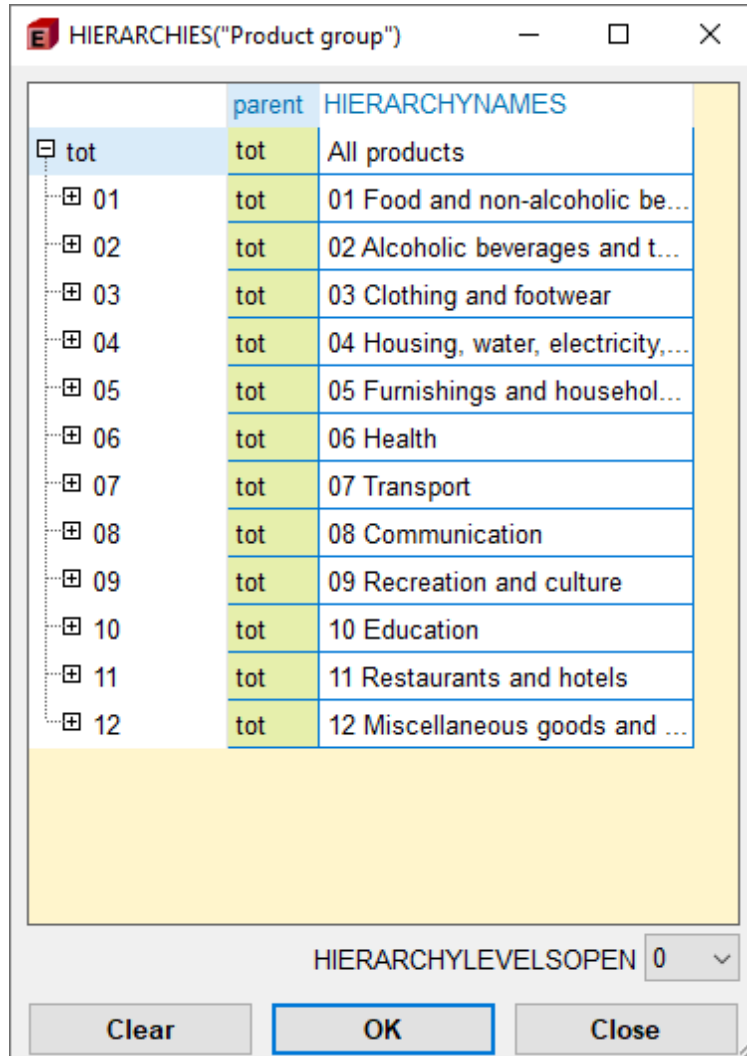 E HIERARCHIES("Product group")
parent HIERARCHYNAMES
tot tot All products
01 tot 01 Food and non-alcoholic be...
02 tot 02 Alcoholic beverages and t...
03 tot 03 Clothing and footwear
04 tot 04 Housing, water, electricity,...
05 tot 05 Furnishings and househol...
06 tot 06 Health
07 tot 07 Transport
08 tot 08 Communication
09 tot 09 Recreation and culture
10 tot 10 Education
11 tot 11 Restaurants and hotels
12 tot 12 Miscellaneous goods and ...
HIERARCHYLEVELSOPEN 0
Clear OK Close